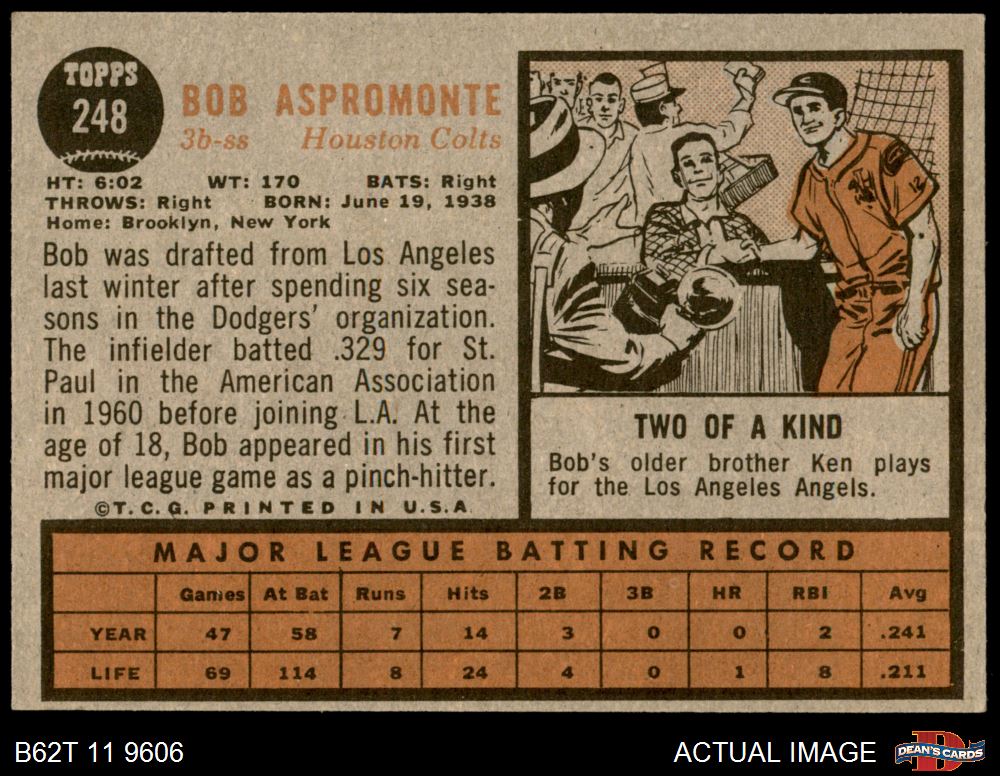 TOPPS
248
BOB ASPROMONTE
3b-ss Houston Colts
HT: 6:02 WT: 170 BATS: Right
THROWS: Right BORN: June 19, 1938
Home: Brooklyn, New York
Bob was drafted from Los Angeles
last winter after spending six sea-
sons in the Dodgers' organization.
The infielder batted .329 for St.
Paul in the American Association
in 1960 before joining L.A. At the
age of 18, Bob appeared in his first
major league game as a pinch-hitter.
©T.C.G. PRINTED IN U.S.A
12
TWO OF A KIND
Bob's older brother Ken plays
for the Los Angeles Angels.
MAJOR LEAGUE BATTING RECORD
Games At Bat Runs Hits 2B 3B HR RBI Avg
YEAR 47 58 7 14 3 0 0 2 .241
LIFE 69 114 8 24 4 0 1 8 .211
B62T 11 9606 ACTUAL IMAGE
D
DEAN'S CARDS